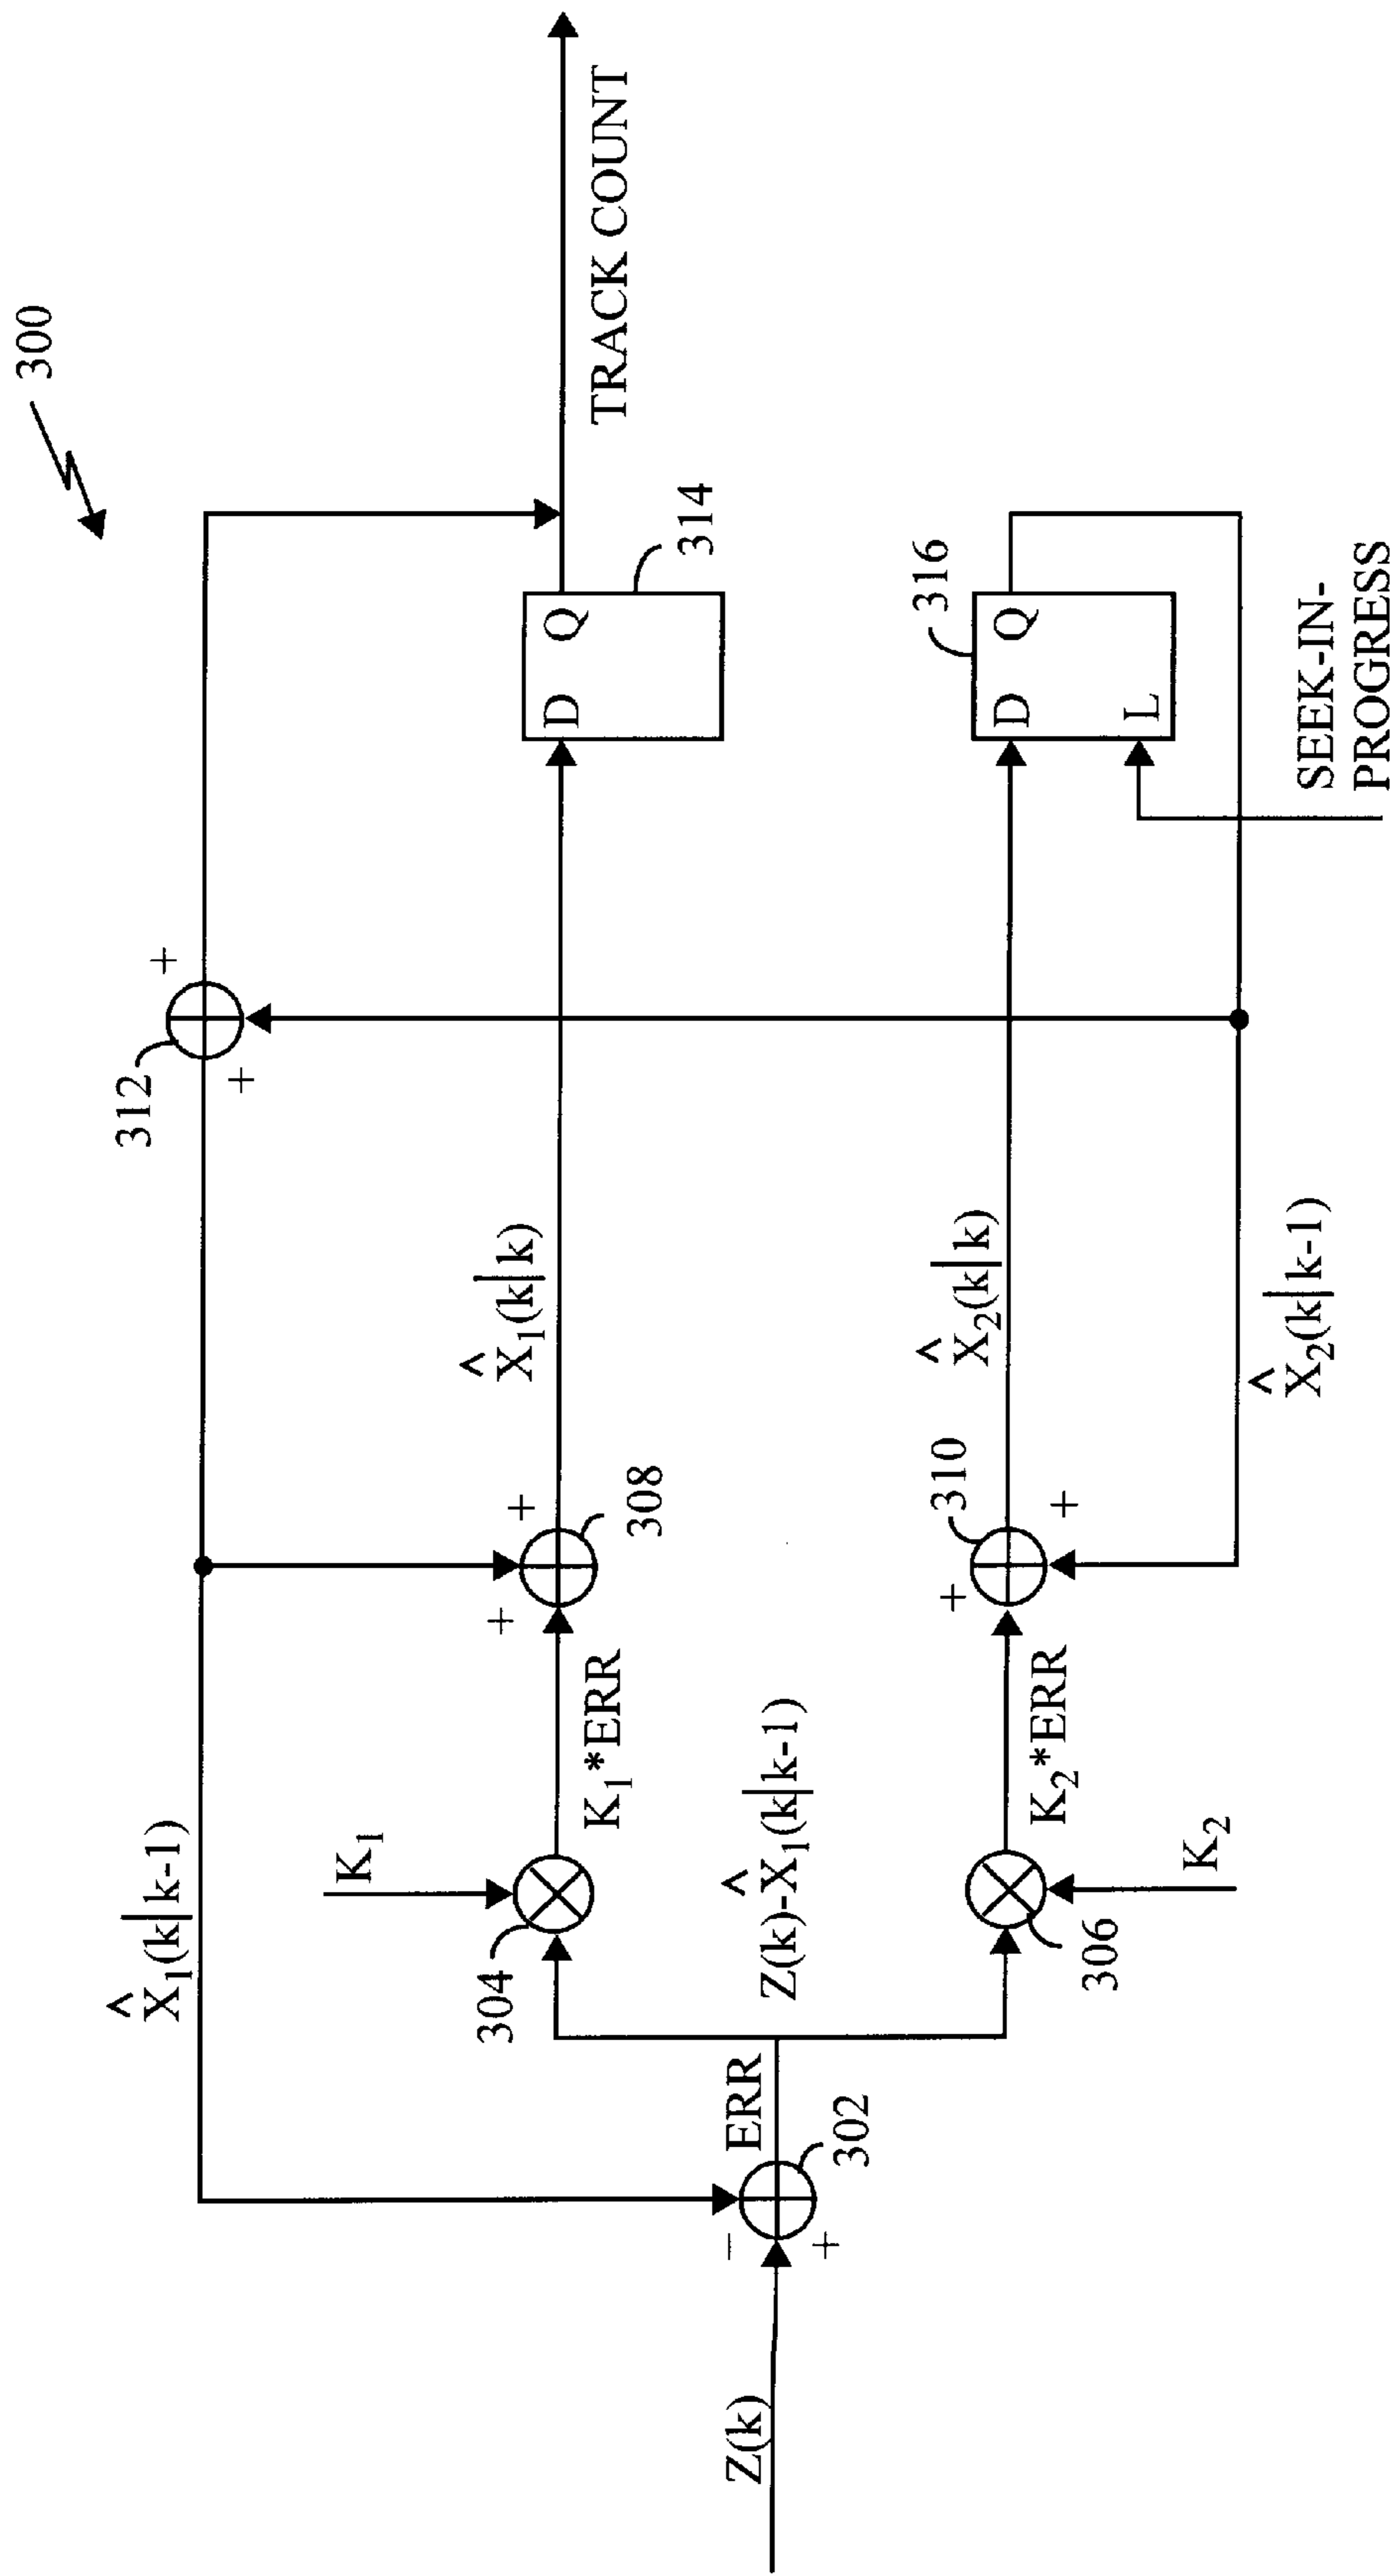 300
312
+
+
X̂₁(k|k-1)
K₁
304
K₁*ERR
+
+
308
X̂₁(k|k)
D
Q
314
TRACK COUNT
Z(k)
−
+
302
ERR
Z(k)-X̂₁(k|k-1)
306
K₂
K₂*ERR
+
+
310
X̂₂(k|k)
X̂₂(k|k-1)
D
Q
L
316
SEEK-IN-
PROGRESS